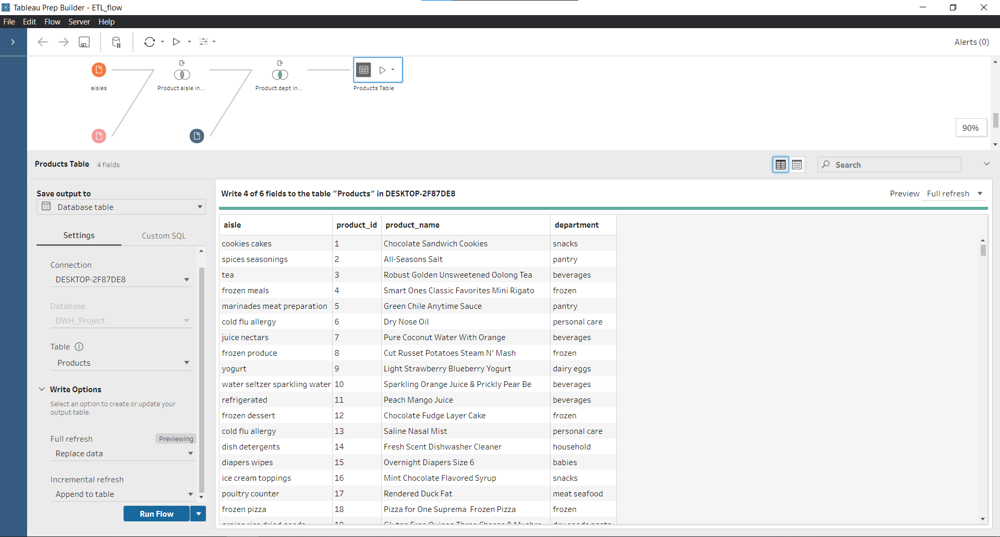 Tableau Prep Builder - ETL_flow
File Edit Flow Server Help
Alerts (0)
aisles
Product aisle in...
Product dept in...
Products Table
90%
Products Table 4 fields
Search
Save output to
Database table
Settings Custom SQL
Connection
DESKTOP-2F87DE8
Database
DWH_Project
Table
Products
Write Options
Select an option to create or update your
output table.
Full refresh Previewing
Replace data
Incremental refresh
Append to table
Run Flow
Write 4 of 6 fields to the table "Products" in DESKTOP-2F87DE8
Preview Full refresh
aisle product_id product_name department
cookies cakes 1 Chocolate Sandwich Cookies snacks
spices seasonings 2 All-Seasons Salt pantry
tea 3 Robust Golden Unsweetened Oolong Tea beverages
frozen meals 4 Smart Ones Classic Favorites Mini Rigato frozen
marinades meat preparation 5 Green Chile Anytime Sauce pantry
cold flu allergy 6 Dry Nose Oil personal care
juice nectars 7 Pure Coconut Water With Orange beverages
frozen produce 8 Cut Russet Potatoes Steam N' Mash frozen
yogurt 9 Light Strawberry Blueberry Yogurt dairy eggs
water seltzer sparkling water 10 Sparkling Orange Juice & Prickly Pear Be beverages
refrigerated 11 Peach Mango Juice beverages
frozen dessert 12 Chocolate Fudge Layer Cake frozen
cold flu allergy 13 Saline Nasal Mist personal care
dish detergents 14 Fresh Scent Dishwasher Cleaner household
diapers wipes 15 Overnight Diapers Size 6 babies
ice cream toppings 16 Mint Chocolate Flavored Syrup snacks
poultry counter 17 Rendered Duck Fat meat seafood
frozen pizza 18 Pizza for One Suprema  Frozen Pizza frozen